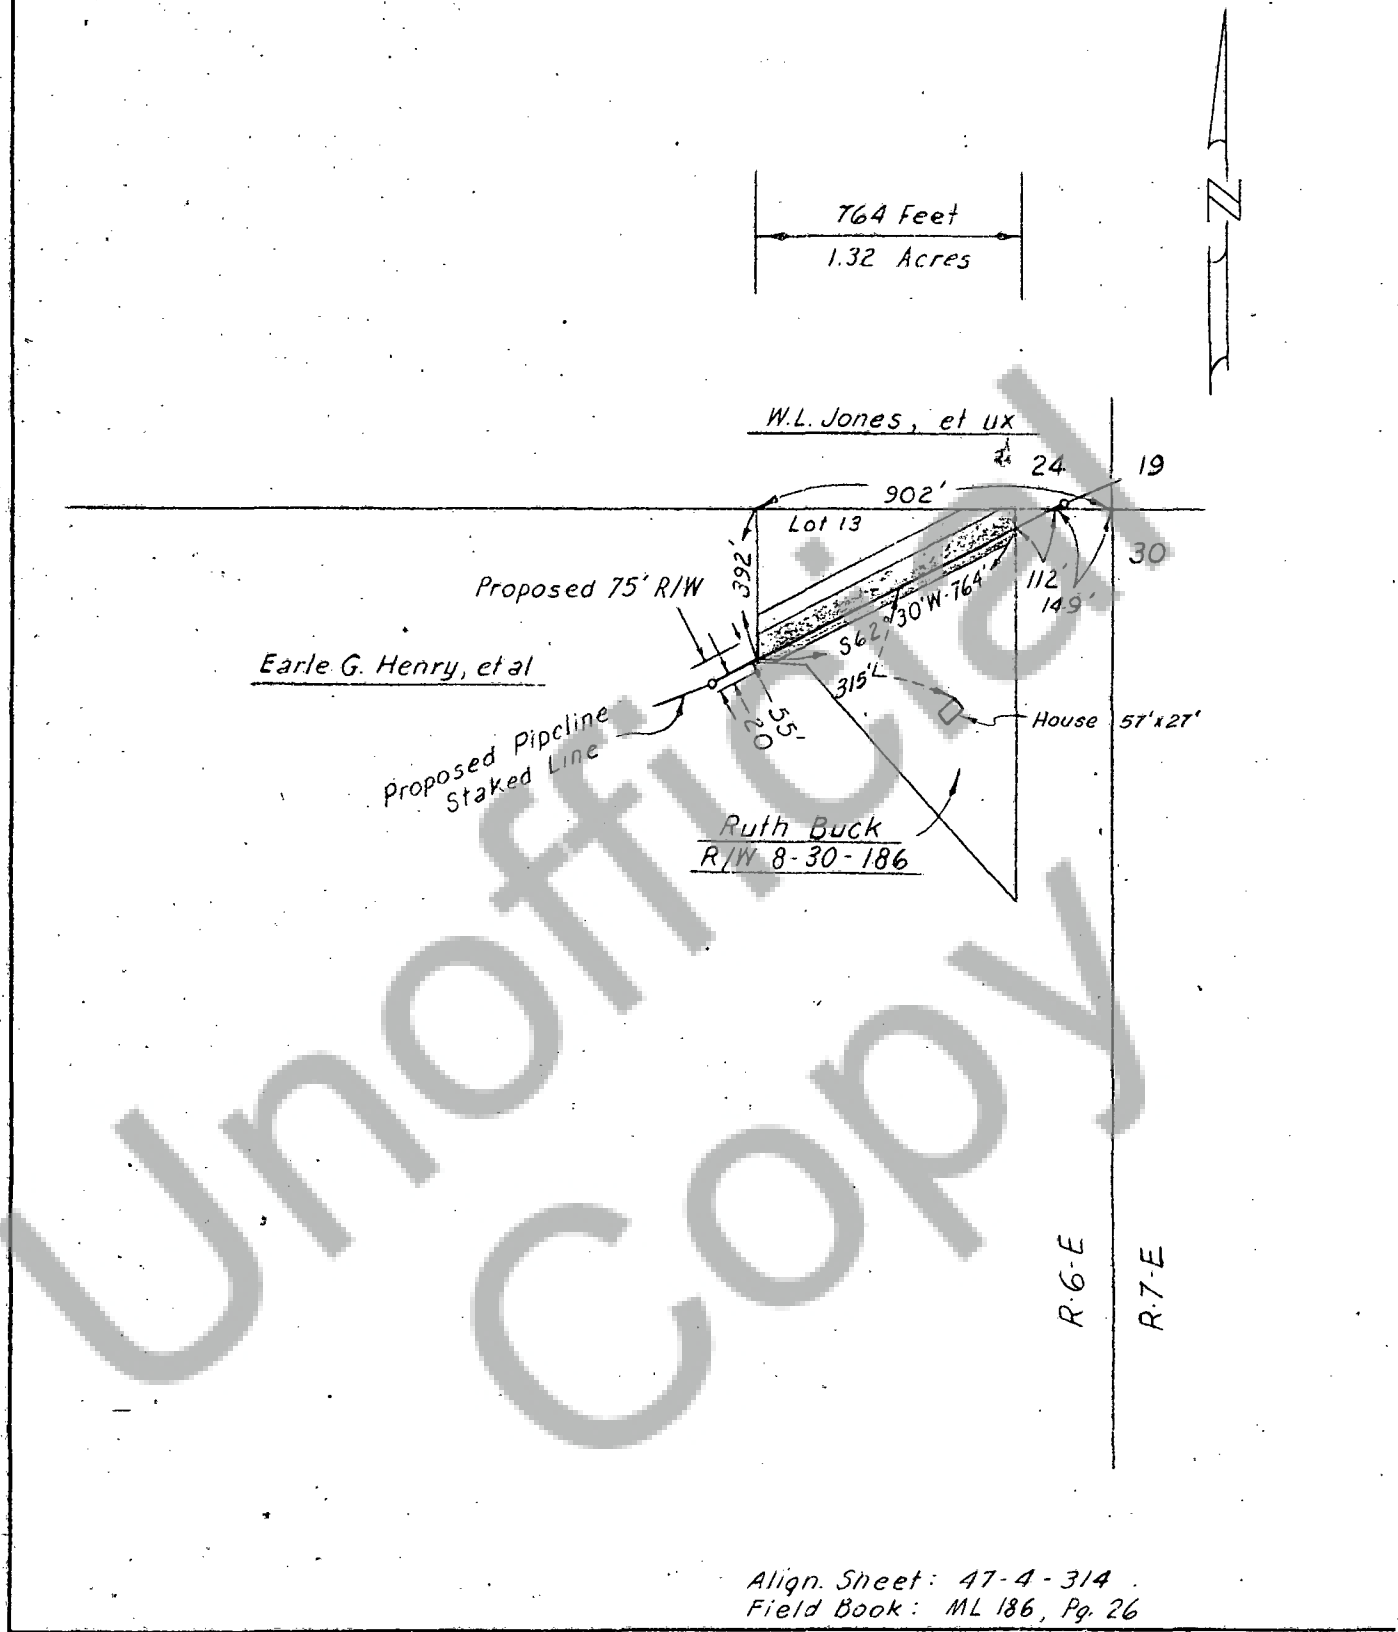 N
764 Feet
1.32 Acres
W.L. Jones, et ux
24
19
902'
Lot 13
30
392'
Proposed 75' R/W
112'
149'
S62°30'W-764'
Earle G. Henry, et al
315'
55'
20
House 57'x27'
Proposed Pipeline
Staked Line
Ruth Buck
R/W 8-30-186
Unofficial
Copy
R-6-E
R-7-E
Align. Sheet: 47-4-314
Field Book: ML 186, Pg. 26